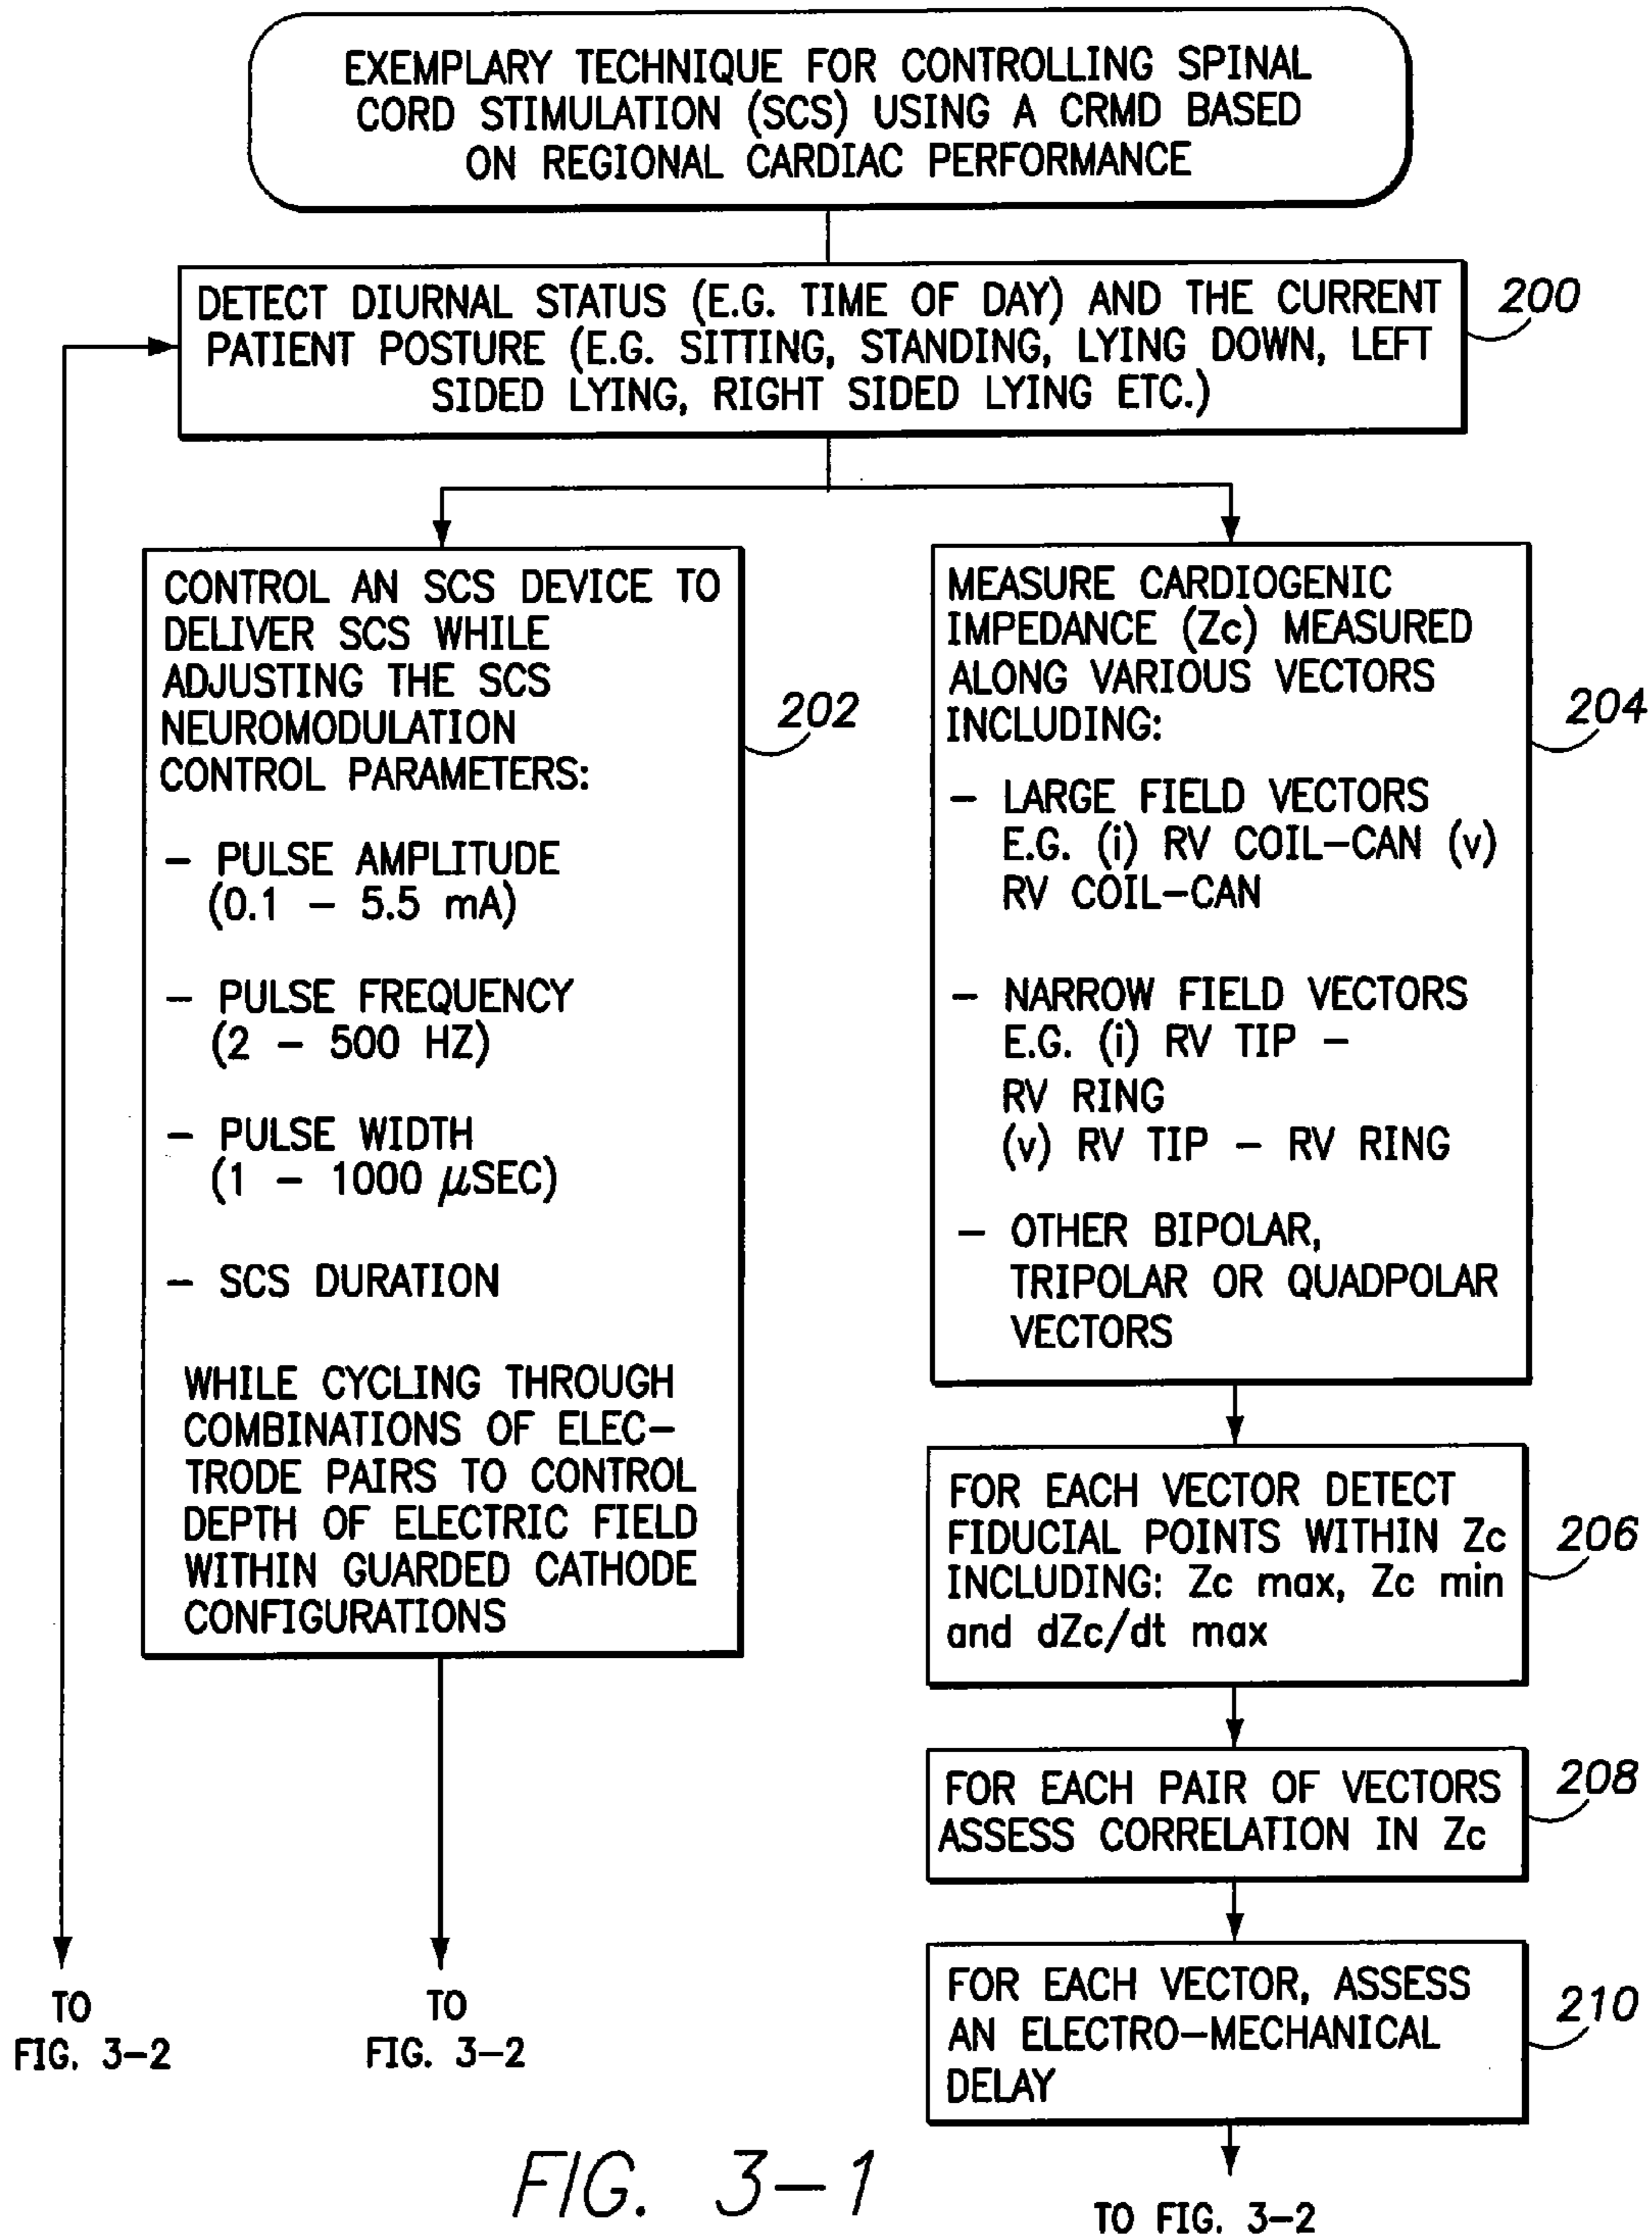 EXEMPLARY TECHNIQUE FOR CONTROLLING SPINAL
CORD STIMULATION (SCS) USING A CRMD BASED
ON REGIONAL CARDIAC PERFORMANCE
DETECT DIURNAL STATUS (E.G. TIME OF DAY) AND THE CURRENT
PATIENT POSTURE (E.G. SITTING, STANDING, LYING DOWN, LEFT
SIDED LYING, RIGHT SIDED LYING ETC.)
200
CONTROL AN SCS DEVICE TO
DELIVER SCS WHILE
ADJUSTING THE SCS
NEUROMODULATION
CONTROL PARAMETERS:
– PULSE AMPLITUDE
(0.1 – 5.5 mA)
– PULSE FREQUENCY
(2 – 500 HZ)
– PULSE WIDTH
(1 – 1000 μSEC)
– SCS DURATION
WHILE CYCLING THROUGH
COMBINATIONS OF ELEC–
TRODE PAIRS TO CONTROL
DEPTH OF ELECTRIC FIELD
WITHIN GUARDED CATHODE
CONFIGURATIONS
202
MEASURE CARDIOGENIC
IMPEDANCE (Zc) MEASURED
ALONG VARIOUS VECTORS
INCLUDING:
– LARGE FIELD VECTORS
E.G. (i) RV COIL–CAN (v)
RV COIL–CAN
– NARROW FIELD VECTORS
E.G. (i) RV TIP –
RV RING
(v) RV TIP – RV RING
– OTHER BIPOLAR,
TRIPOLAR OR QUADPOLAR
VECTORS
204
FOR EACH VECTOR DETECT
FIDUCIAL POINTS WITHIN Zc
INCLUDING: Zc max, Zc min
and dZc/dt max
206
FOR EACH PAIR OF VECTORS
ASSESS CORRELATION IN Zc
208
FOR EACH VECTOR, ASSESS
AN ELECTRO–MECHANICAL
DELAY
210
TO
FIG. 3–2
TO
FIG. 3–2
TO FIG. 3–2
FIG. 3–1